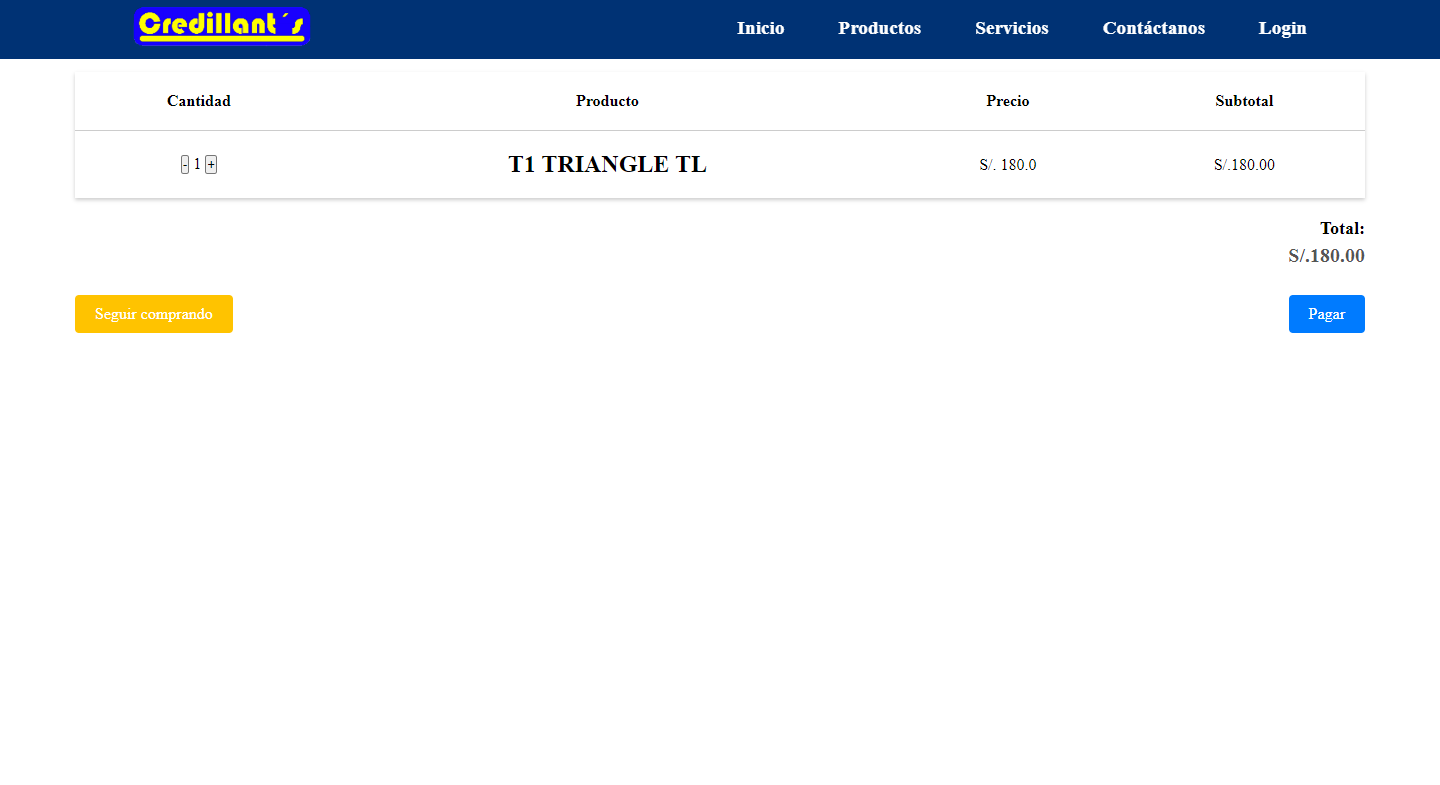 Credillant´s Inicio Productos Servicios Contáctanos Login
Cantidad Producto Precio Subtotal
- 1 + T1 TRIANGLE TL S/. 180.0 S/.180.00
Total:
S/.180.00
Seguir comprando Pagar